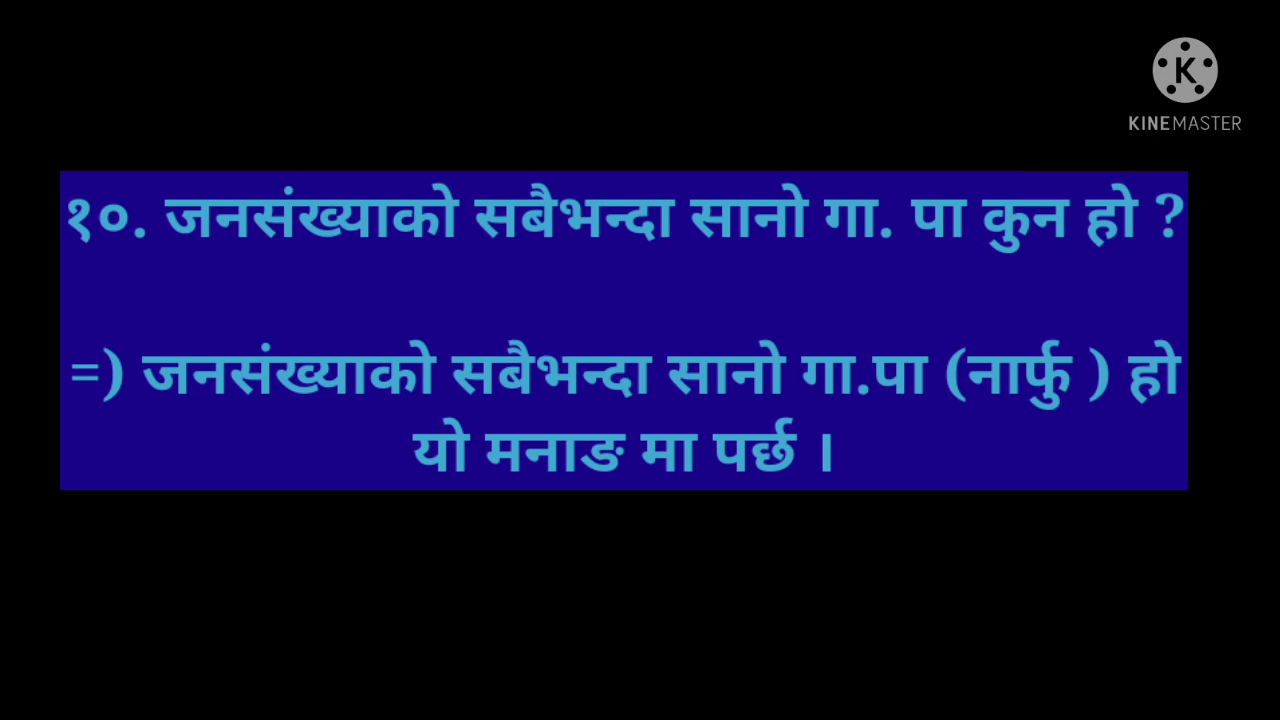 KINEMASTER
१०. जनसंख्याको सबैभन्दा सानो गा. पा कुन हो ?
=) जनसंख्याको सबैभन्दा सानो गा.पा (नार्फु ) हो
यो मनाङ मा पर्छ ।